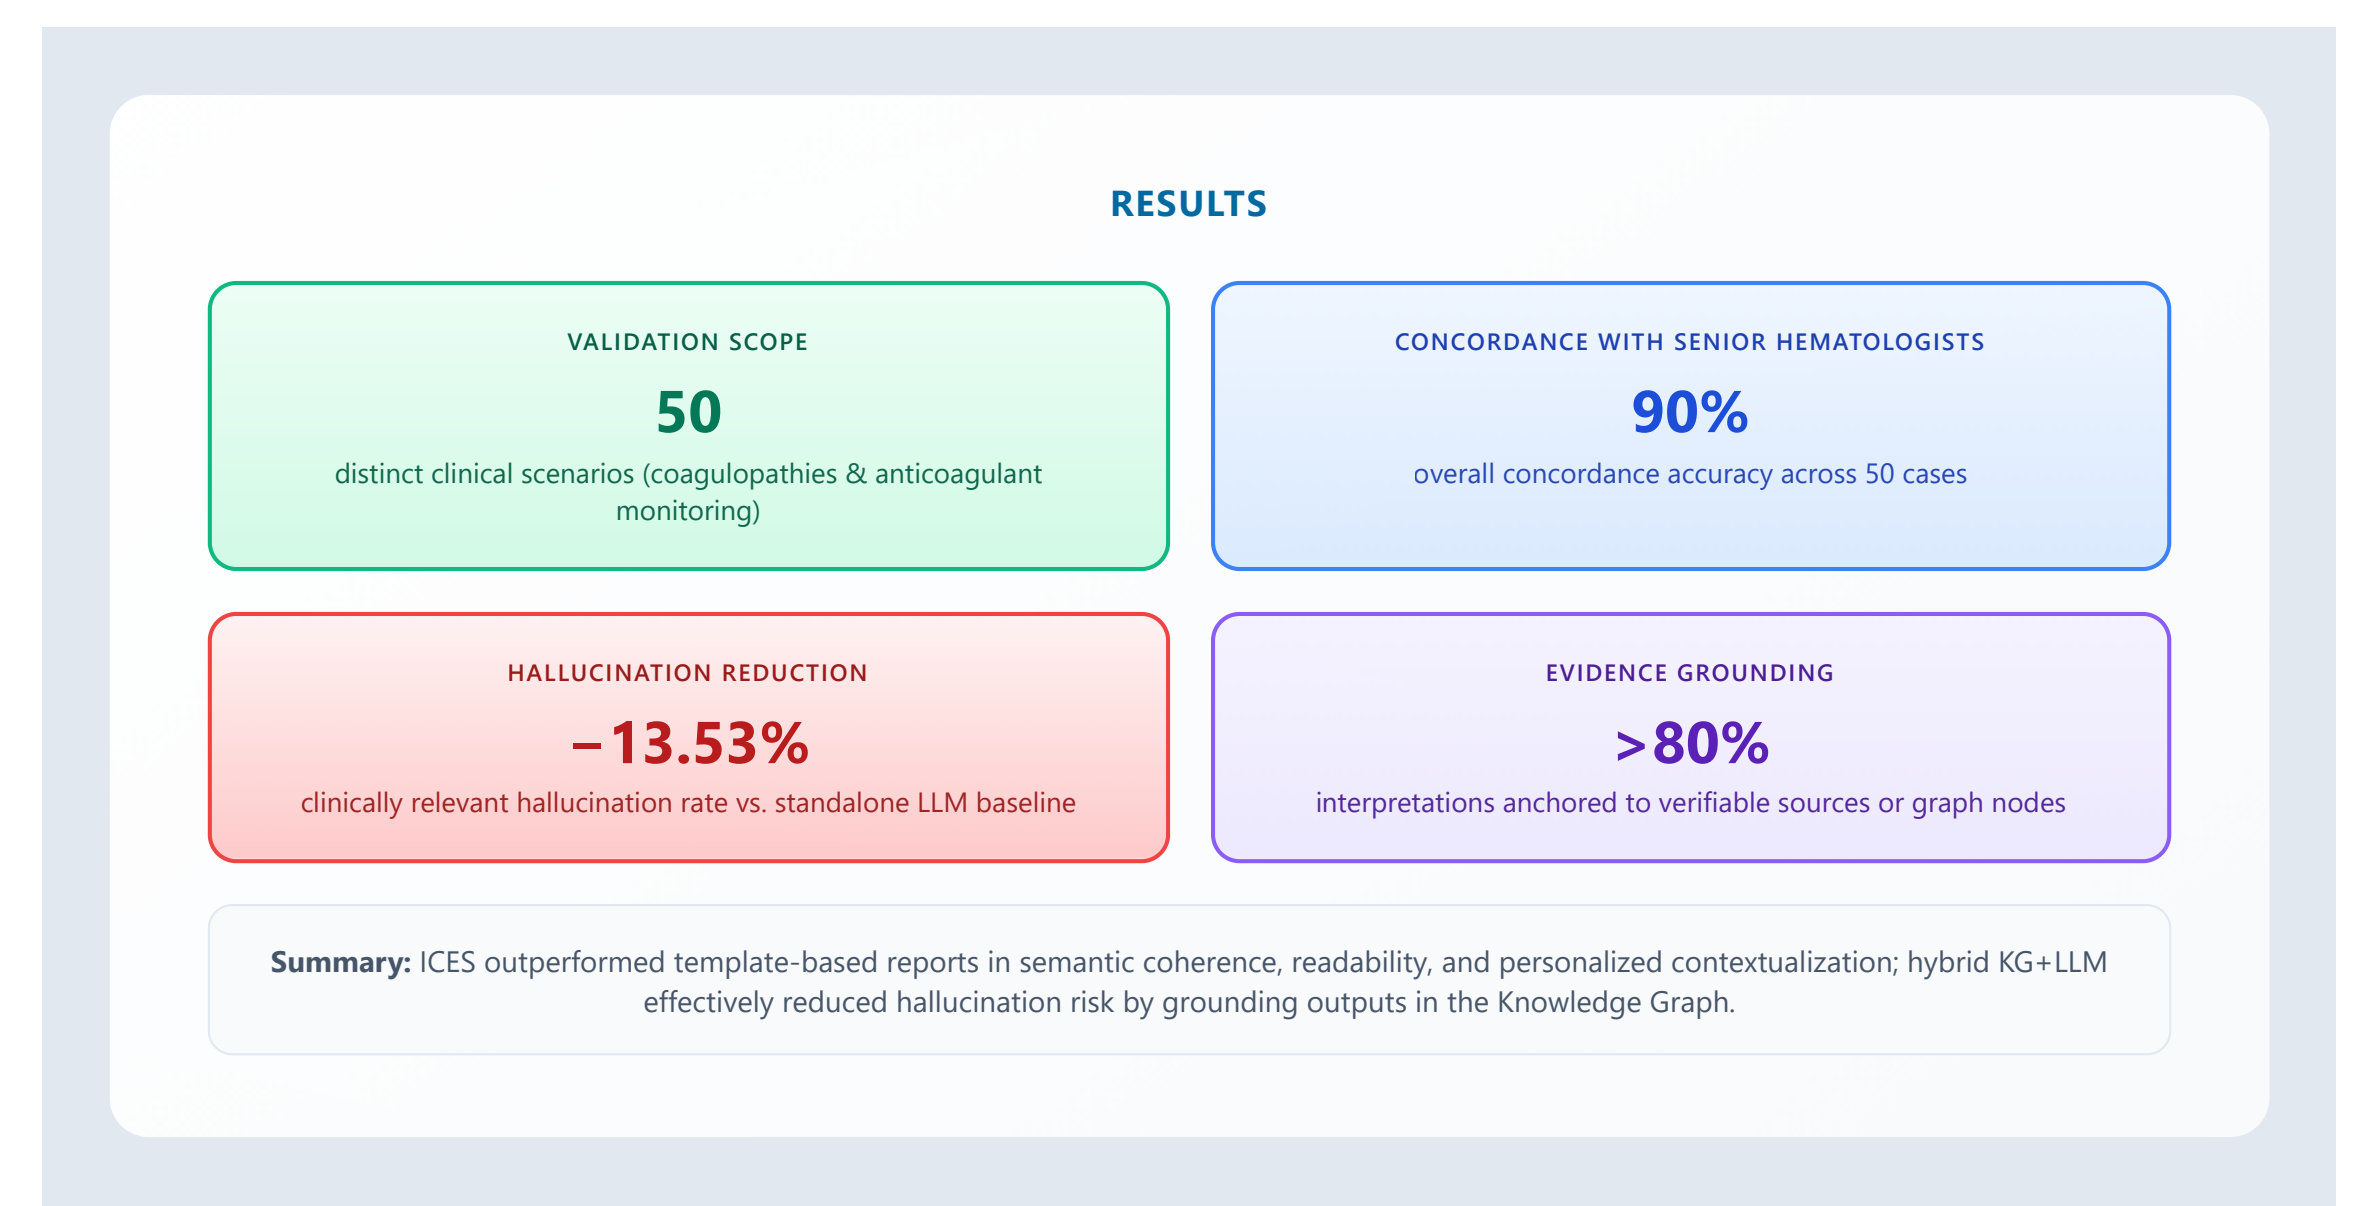 RESULTS
VALIDATION SCOPE
50
distinct clinical scenarios (coagulopathies & anticoagulant
monitoring)
CONCORDANCE WITH SENIOR HEMATOLOGISTS
90%
overall concordance accuracy across 50 cases
HALLUCINATION REDUCTION
−13.53%
clinically relevant hallucination rate vs. standalone LLM baseline
EVIDENCE GROUNDING
>80%
interpretations anchored to verifiable sources or graph nodes
Summary: ICES outperformed template-based reports in semantic coherence, readability, and personalized contextualization; hybrid KG+LLM
effectively reduced hallucination risk by grounding outputs in the Knowledge Graph.